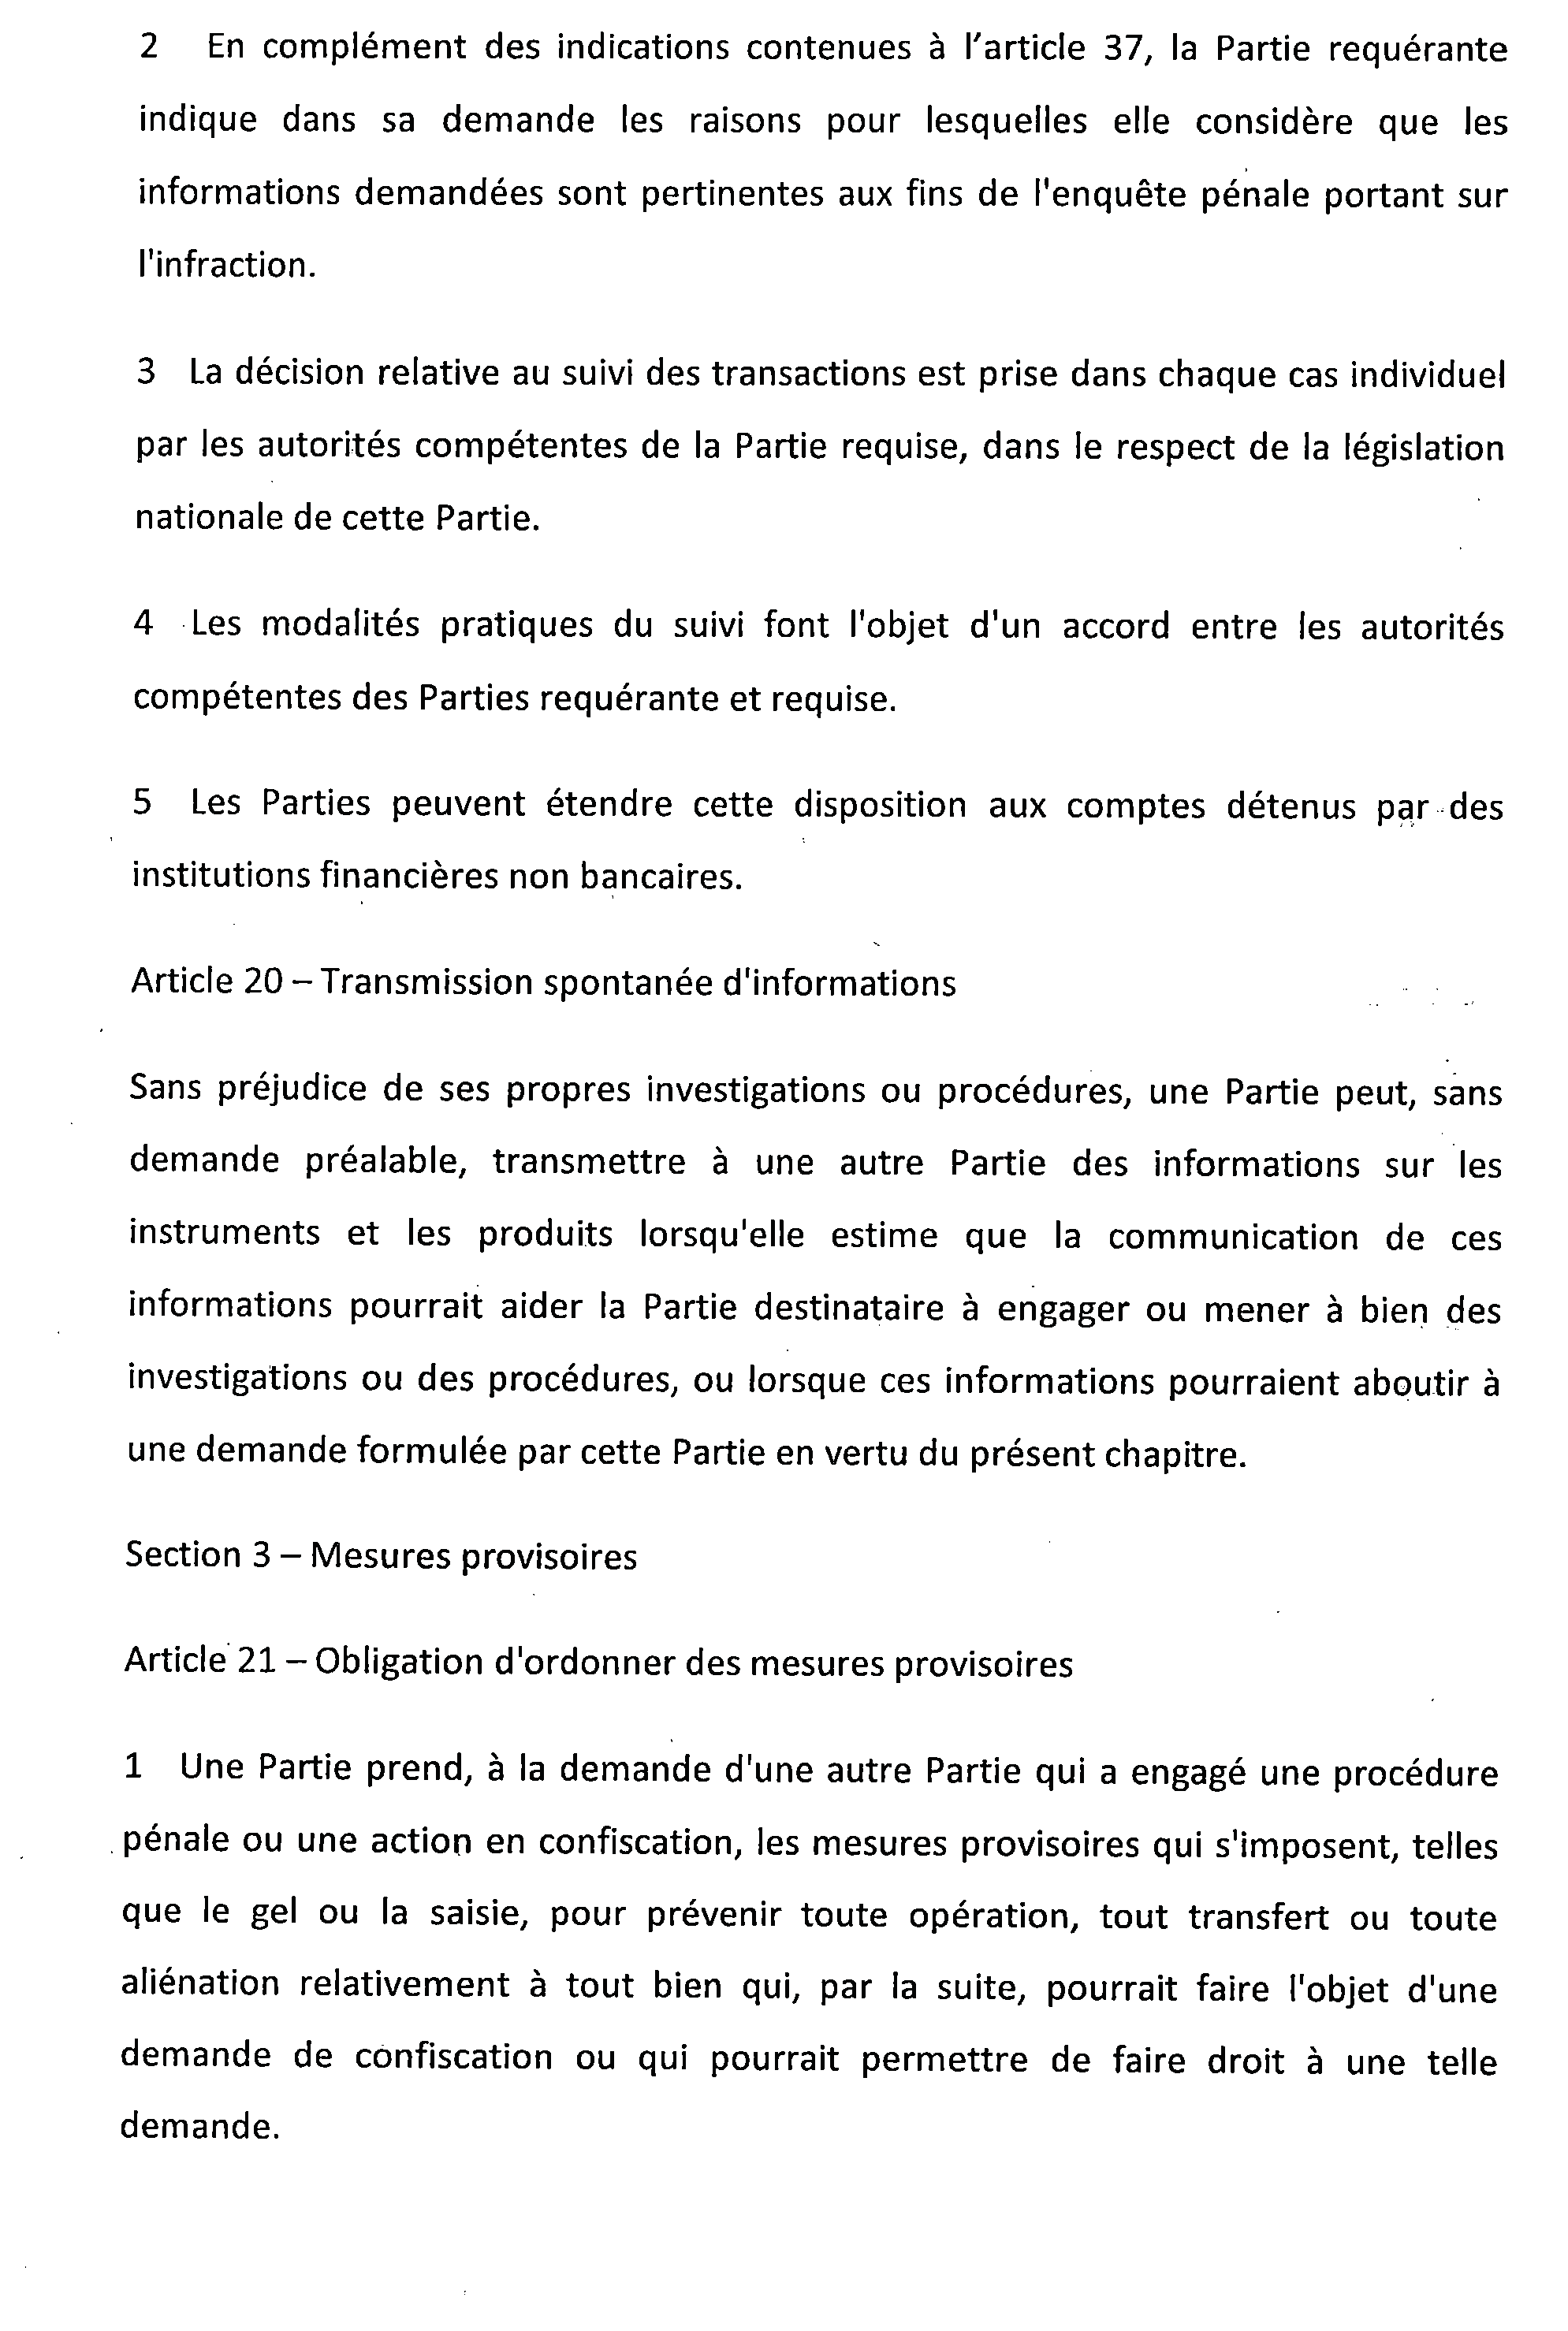 2 En complément des indications contenues à l'article 37, la Partie requérante
indique dans sa demande les raisons pour lesquelles elle considère que les
informations demandées sont pertinentes aux fins de l'enquête pénale portant sur
l'infraction.
3 La décision relative au suivi des transactions est prise dans chaque cas individuel
par les autorités compétentes de la Partie requise, dans le respect de la législation
nationale de cette Partie.
4 Les modalités pratiques du suivi font l'objet d'un accord entre les autorités
compétentes des Parties requérante et requise.
5 Les Parties peuvent étendre cette disposition aux comptes détenus par des
institutions financières non bancaires.
Article 20 – Transmission spontanée d'informations
Sans préjudice de ses propres investigations ou procédures, une Partie peut, sans
demande préalable, transmettre à une autre Partie des informations sur les
instruments et les produits lorsqu'elle estime que la communication de ces
informations pourrait aider la Partie destinataire à engager ou mener à bien des
investigations ou des procédures, ou lorsque ces informations pourraient aboutir à
une demande formulée par cette Partie en vertu du présent chapitre.
Section 3 – Mesures provisoires
Article 21 – Obligation d'ordonner des mesures provisoires
1 Une Partie prend, à la demande d'une autre Partie qui a engagé une procédure
pénale ou une action en confiscation, les mesures provisoires qui s'imposent, telles
que le gel ou la saisie, pour prévenir toute opération, tout transfert ou toute
aliénation relativement à tout bien qui, par la suite, pourrait faire l'objet d'une
demande de confiscation ou qui pourrait permettre de faire droit à une telle
demande.